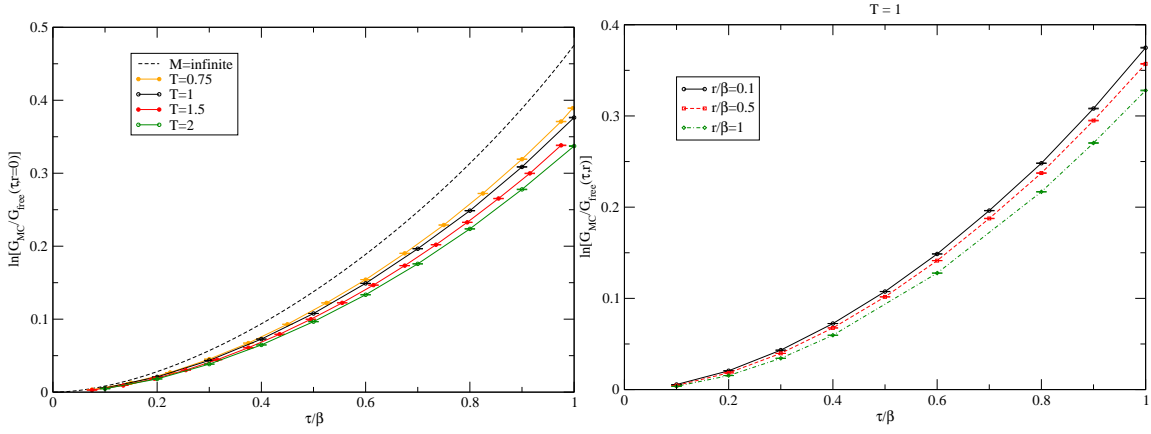 0.5
0.4
0.3
0.2
0.1
0
ln[G_MC/G_free(τ,r=0)]
M=infinite
T=0.75
T=1
T=1.5
T=2
0 0.2 0.4 0.6 0.8 1
τ/β
T = 1
0.4
0.3
0.2
0.1
0
ln[G_MC/G_free(τ,r)]
r/β=0.1
r/β=0.5
r/β=1
0 0.2 0.4 0.6 0.8 1
τ/β